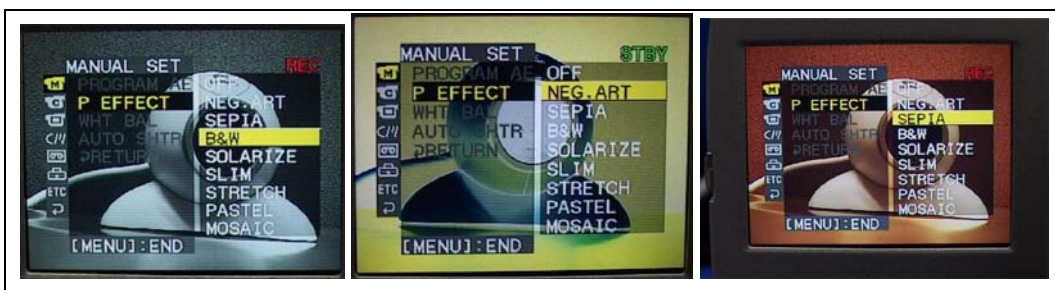 MANUAL SET REC
PROGRAM AE OFF
P EFFECT NEG.ART
WHT BAL SEPIA
AUTO SHTR B&W
RETURN SOLARIZE
SLIM
ETC STRETCH
PASTEL
MOSAIC
[MENU]:END
MANUAL SET STBY
M PROGRAM AE OFF
P EFFECT NEG.ART
WHT BAL SEPIA
AUTO SHTR B&W
RETURN SOLARIZE
SLIM
ETC STRETCH
PASTEL
MOSAIC
[MENU]:END
MANUAL SET REC
M PROGRAM AE OFF
P EFFECT NEG.ART
WHT BAL SEPIA
AUTO SHTR B&W
RETURN SOLARIZE
SLIM
ETC STRETCH
PASTEL
MOSAIC
[MENU]:END